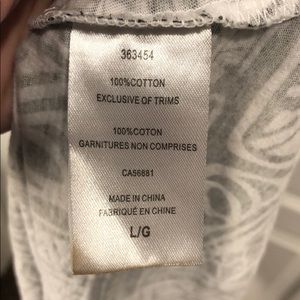 363454
100%COTTON
EXCLUSIVE OF TRIMS
100%COTON
GARNITURES NON COMPRISES
CA56881
MADE IN CHINA
FABRIQUÉ EN CHINE
L/G